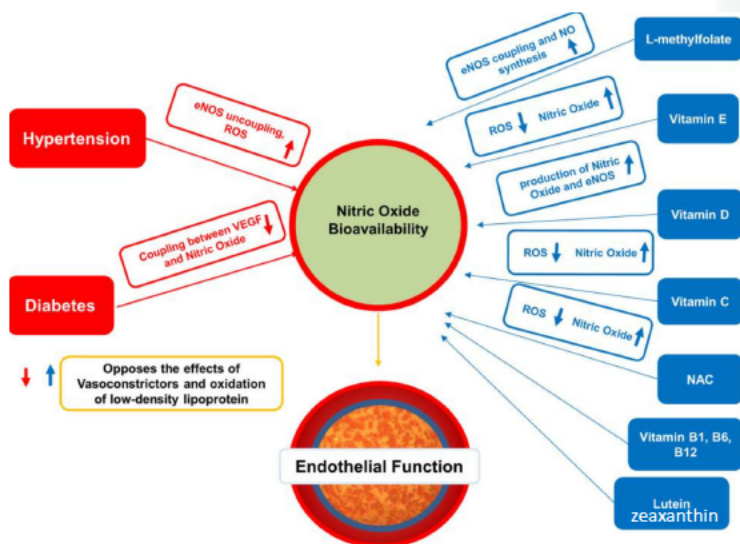 L-methylfolate
eNOS coupling and NO
synthesis
Hypertension
eNOS uncoupling,
ROS
ROS Nitric Oxide
Vitamin E
production of Nitric
Oxide and eNOS
Nitric Oxide
Bioavailability
Vitamin D
Coupling between VEGF
and Nitric Oxide
ROS Nitric Oxide
Diabetes
Vitamin C
ROS Nitric Oxide
Opposes the effects of
Vasoconstrictors and oxidation
of low-density lipoprotein
NAC
Vitamin B1, B6,
B12
Endothelial Function
Lutein
zeaxanthin